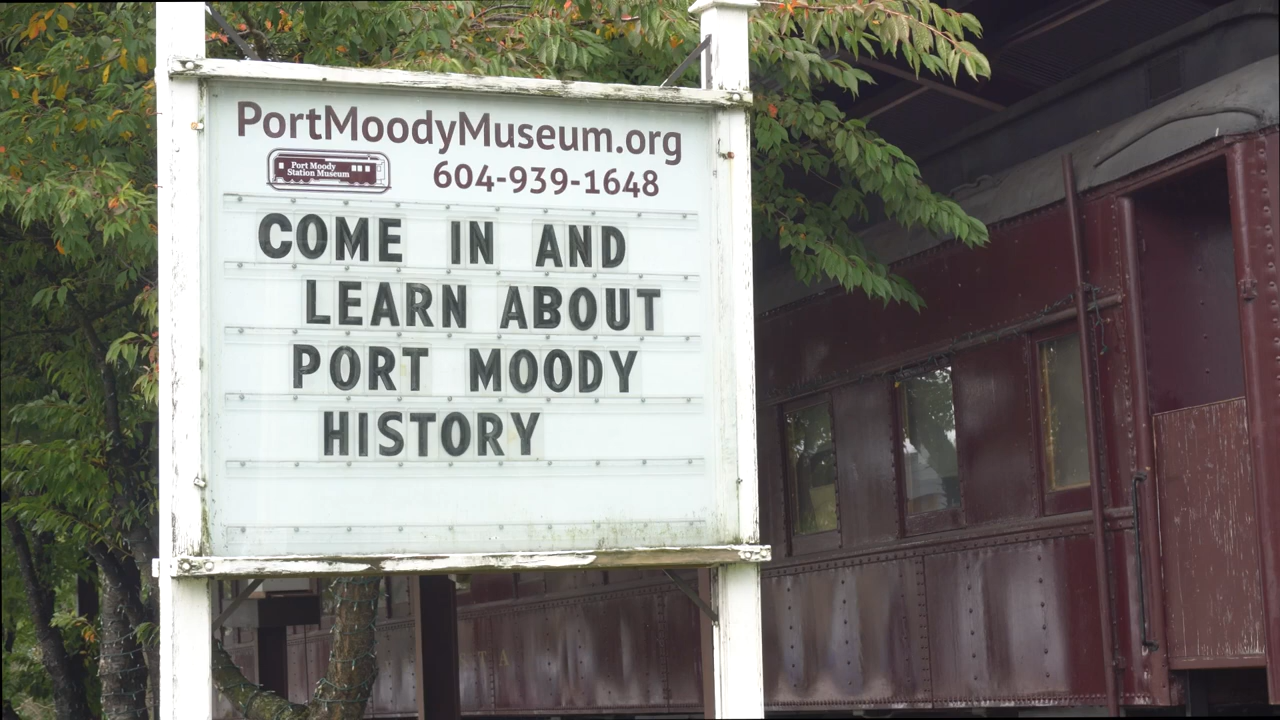 PortMoodyMuseum.org
Port Moody
Station Museum
604-939-1648
COME IN AND
LEARN ABOUT
PORT MOODY
HISTORY